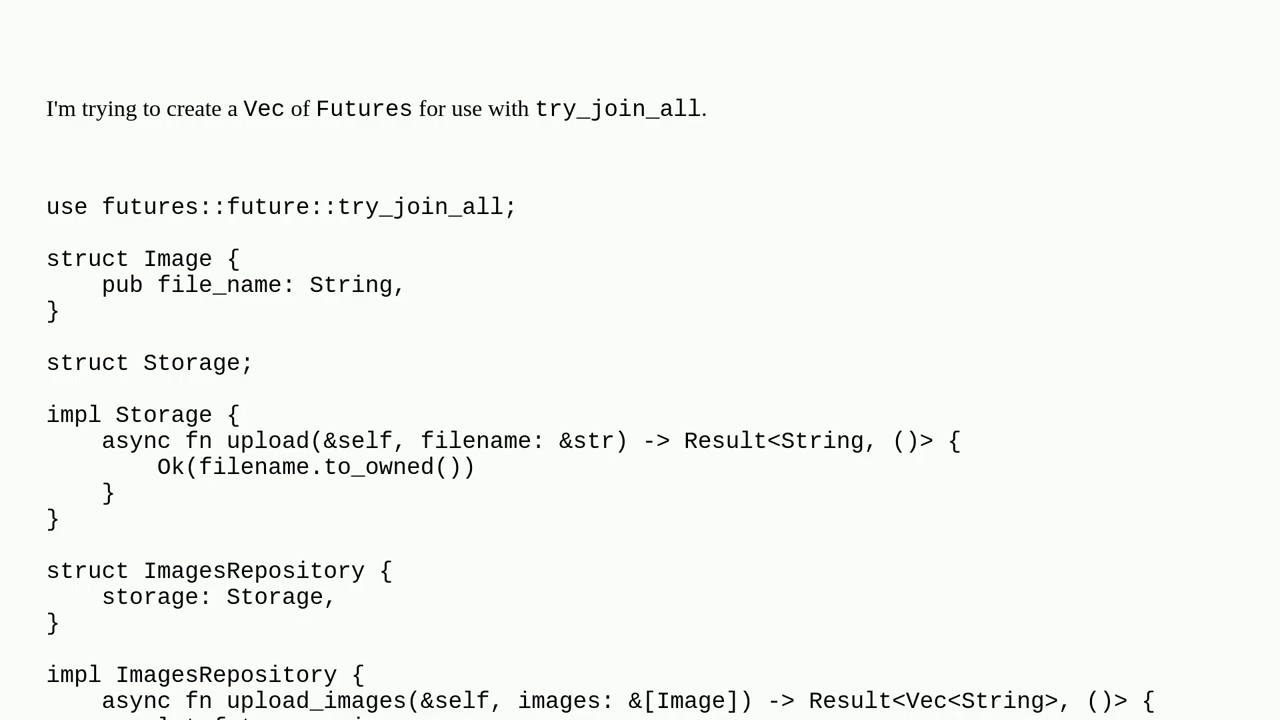 I'm trying to create a Vec of Futures for use with try_join_all.
use futures::future::try_join_all;
struct Image {
    pub file_name: String,
}
struct Storage;
impl Storage {
    async fn upload(&self, filename: &str) -> Result<String, ()> {
        Ok(filename.to_owned())
    }
}
struct ImagesRepository {
    storage: Storage,
}
impl ImagesRepository {
    async fn upload_images(&self, images: &[Image]) -> Result<Vec<String>, ()> {